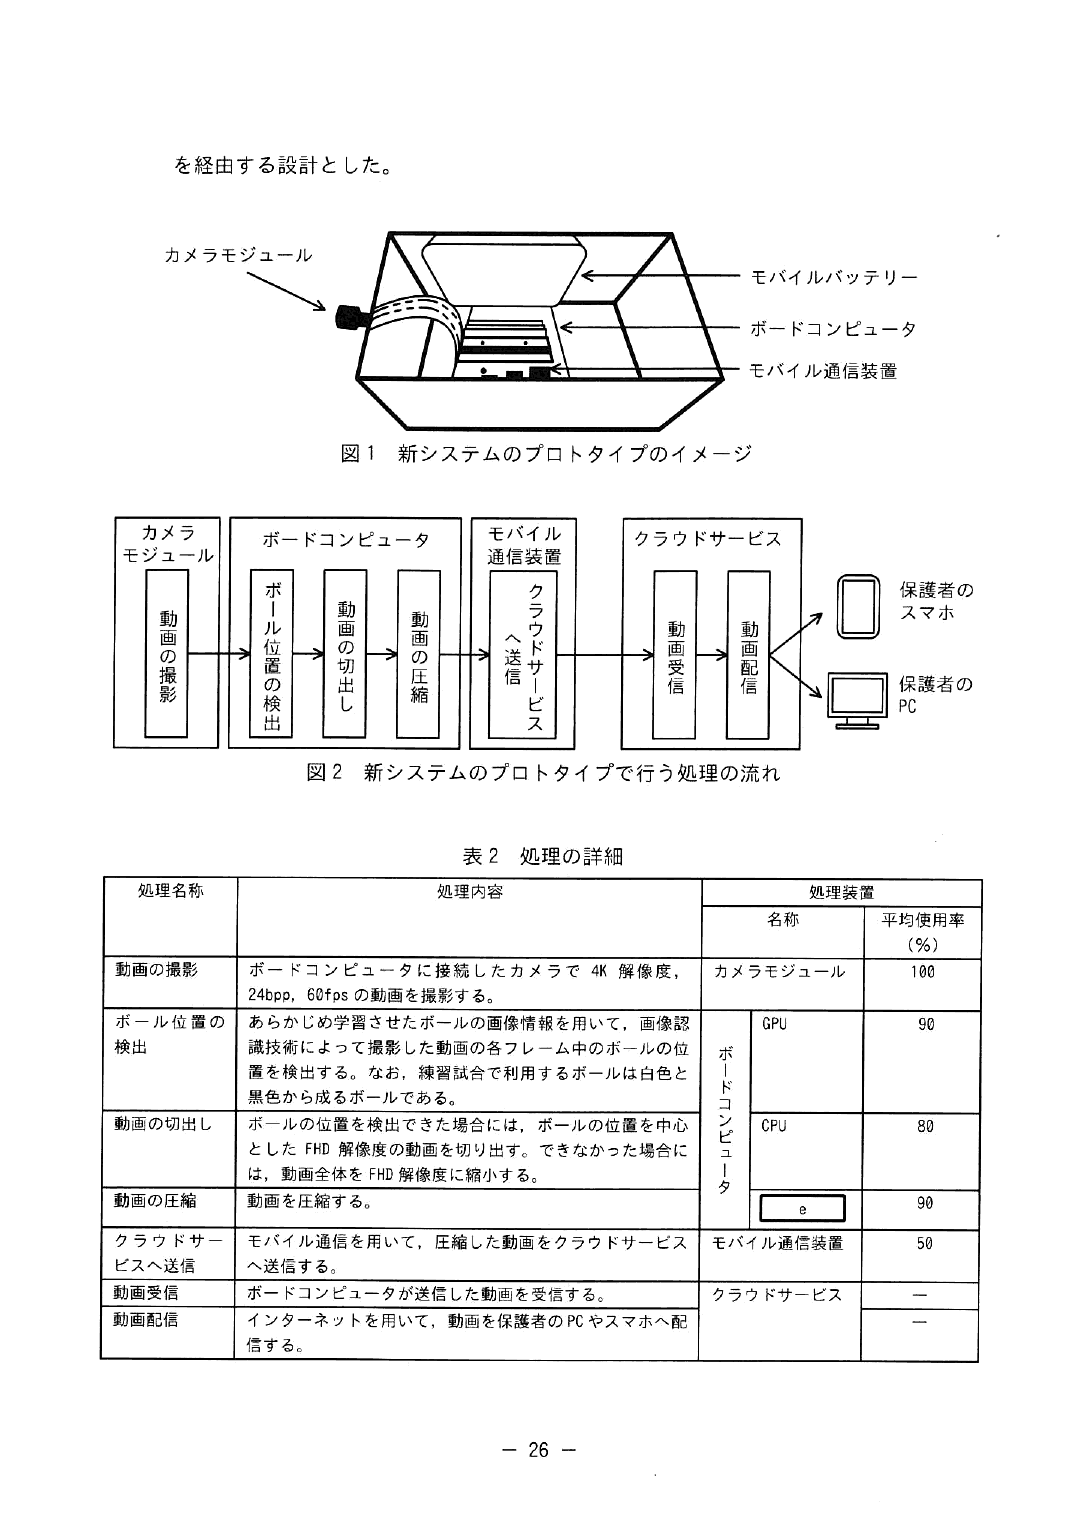 を経由する設計とした。
カメラモジュール
モバイルバッテリー
ボードコンピュータ
モバイル通信装置
図1 新システムのプロトタイプのイメージ
カメラ
モジュール
動画の撮影
ボードコンピュータ
ボール位置の検出
動画の切出し
動画の圧縮
モバイル
通信装置
クラウドサービス
へ送信
クラウドサービス
動画受信
動画配信
保護者の
スマホ
保護者の
PC
図2 新システムのプロトタイプで行う処理の流れ
表2 処理の詳細
処理名称
処理内容
処理装置
名称
平均使用率
(%)
動画の撮影
ボードコンピュータに接続したカメラで 4K 解像度，
24bpp，60fps の動画を撮影する。
カメラモジュール
100
ボール位置の
検出
あらかじめ学習させたボールの画像情報を用いて，画像認
識技術によって撮影した動画の各フレーム中のボールの位
置を検出する。なお，練習試合で利用するボールは白色と
黒色から成るボールである。
ボードコンピュータ
GPU
90
動画の切出し
ボールの位置を検出できた場合には，ボールの位置を中心
とした FHD 解像度の動画を切り出す。できなかった場合に
は，動画全体を FHD 解像度に縮小する。
CPU
80
動画の圧縮
動画を圧縮する。
e
90
クラウドサー
ビスへ送信
モバイル通信を用いて，圧縮した動画をクラウドサービス
へ送信する。
モバイル通信装置
50
動画受信
ボードコンピュータが送信した動画を受信する。
クラウドサービス
―
動画配信
インターネットを用いて，動画を保護者のPCやスマホへ配
信する。
―
－ 26 －